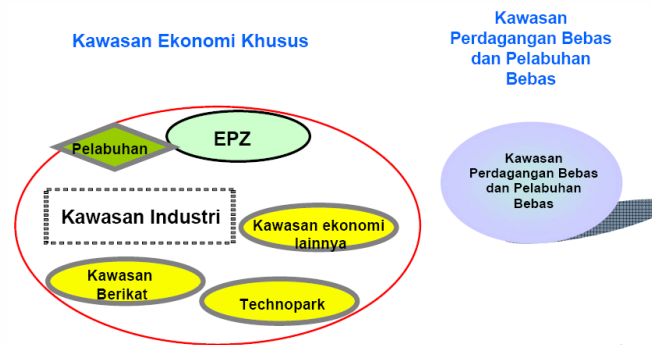 Kawasan Ekonomi Khusus
Kawasan
Perdagangan Bebas
dan Pelabuhan
Bebas
Pelabuhan
EPZ
Kawasan Industri
Kawasan ekonomi
lainnya
Kawasan
Berikat
Technopark
Kawasan
Perdagangan Bebas
dan Pelabuhan
Bebas